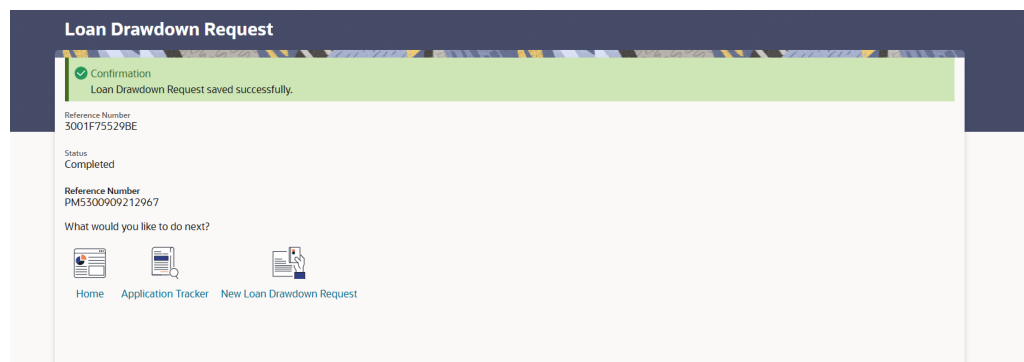 Loan Drawdown Request
Confirmation
Loan Drawdown Request saved successfully.
Reference Number
3001F75529BE
Status
Completed
Reference Number
PM5300909212967
What would you like to do next?
Home Application Tracker New Loan Drawdown Request